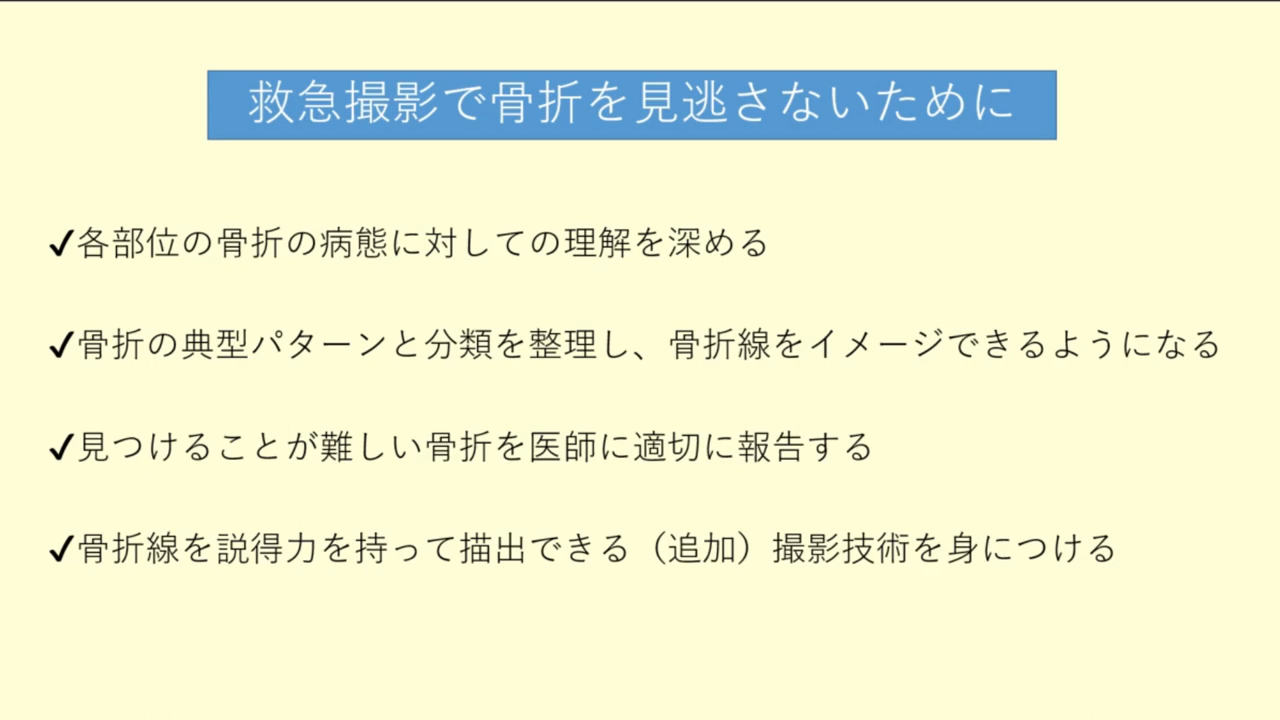 救急撮影で骨折を見逃さないために
✓各部位の骨折の病態に対しての理解を深める
✓骨折の典型パターンと分類を整理し、骨折線をイメージできるようになる
✓見つけることが難しい骨折を医師に適切に報告する
✓骨折線を説得力を持って描出できる（追加）撮影技術を身につける